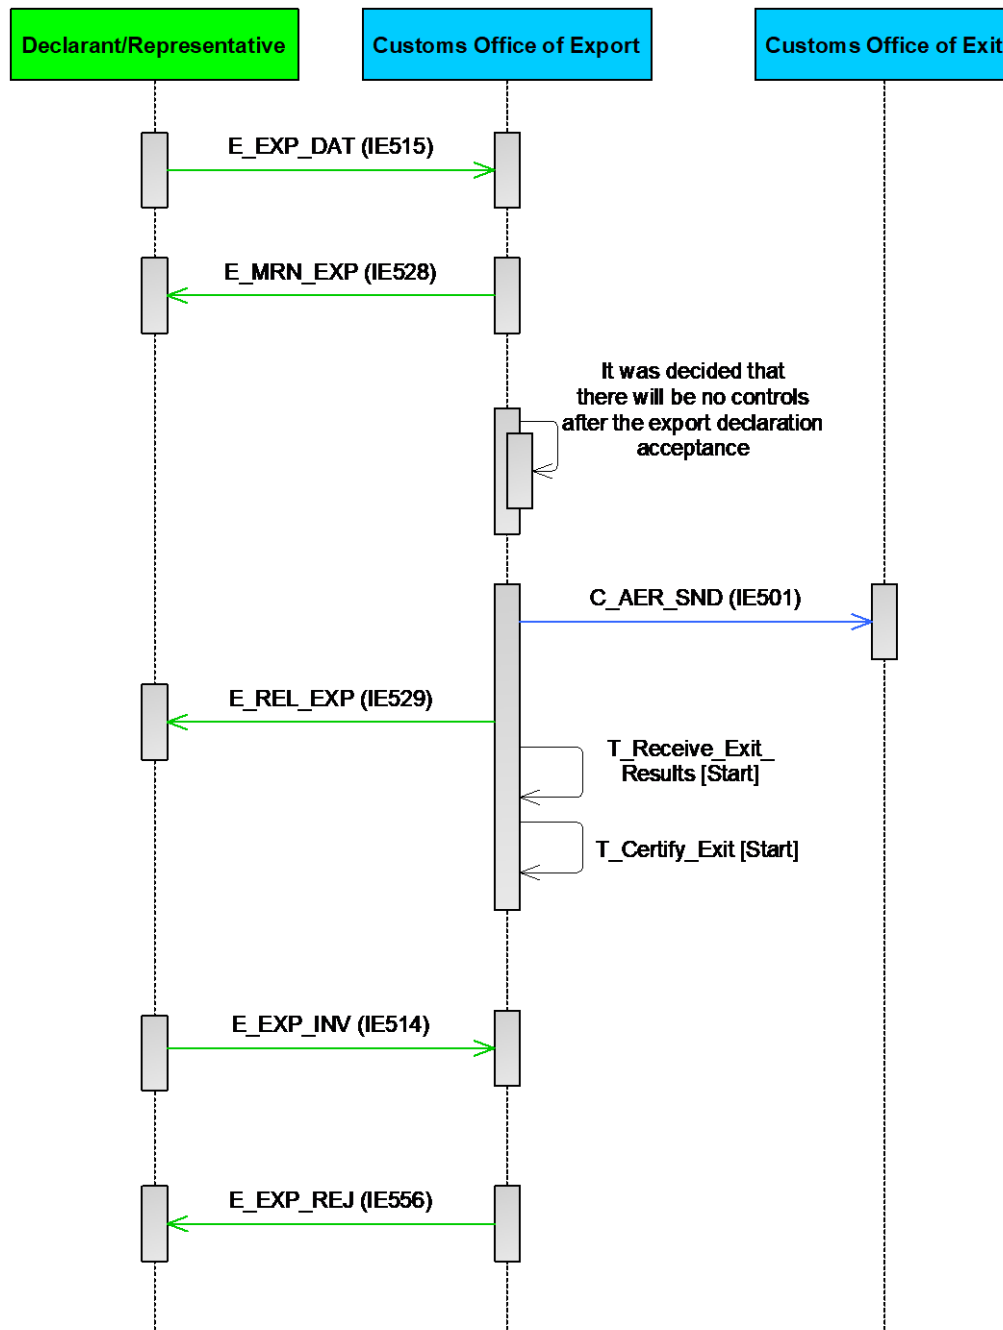 Declarant/Representative
Customs Office of Export
Customs Office of Exit
E_EXP_DAT (IE515)
E_MRN_EXP (IE528)
It was decided that
there will be no controls
after the export declaration
acceptance
C_AER_SND (IE501)
E_REL_EXP (IE529)
T_Receive_Exit_
Results [Start]
T_Certify_Exit [Start]
E_EXP_INV (IE514)
E_EXP_REJ (IE556)